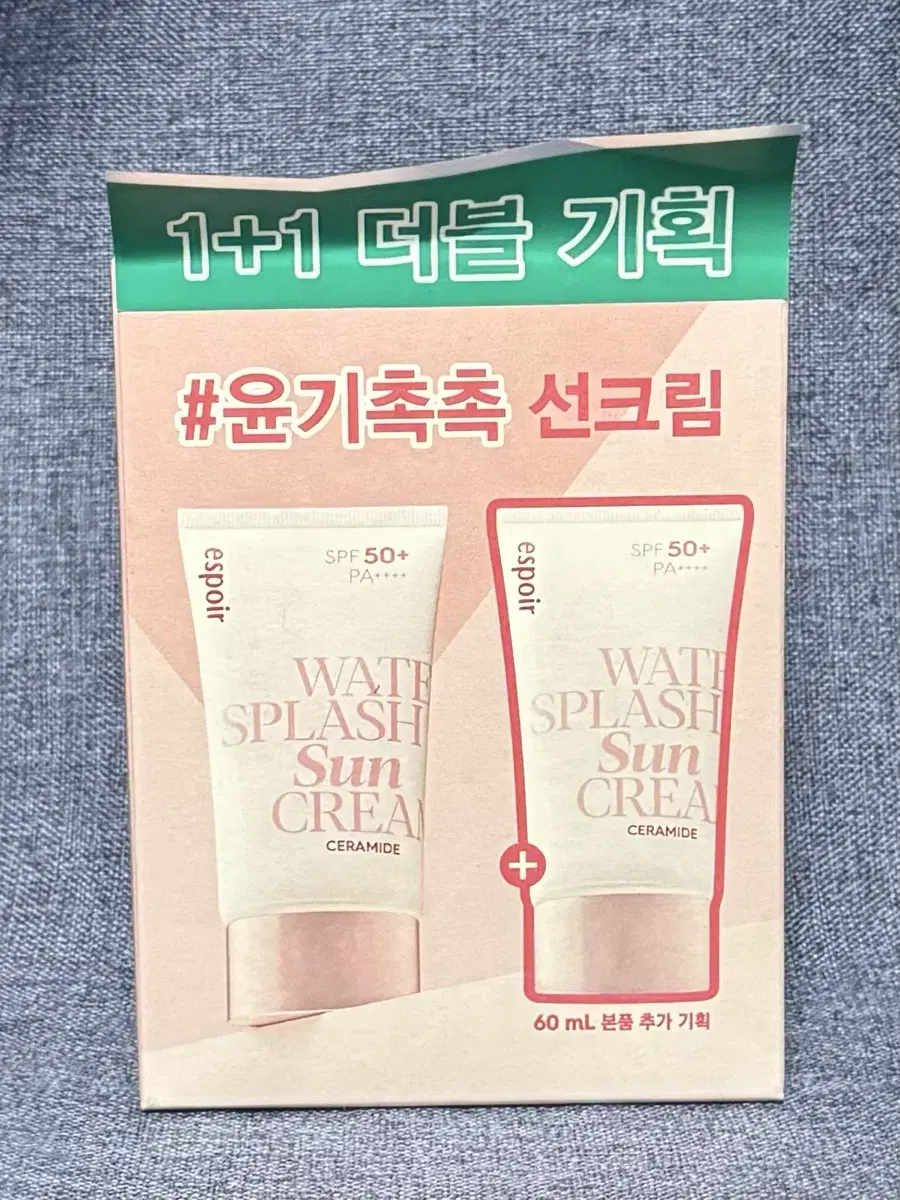 1+1 더블 기획
#윤기촉촉 선크림
espoir
SPF 50+
PA++++
WATE
SPLASH
Sun
CREA
CERAMIDE
espoir
SPF 50+
PA++++
WATE
SPLASH
Sun
CREA
CERAMIDE
+
60 mL 본품 추가 기획